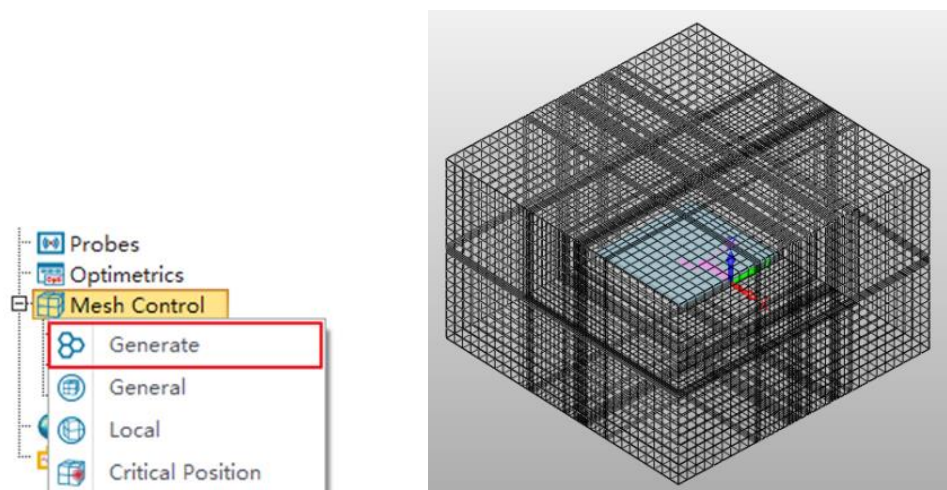 Probes
Optimetrics
Mesh Control
Generate
General
Local
Critical Position